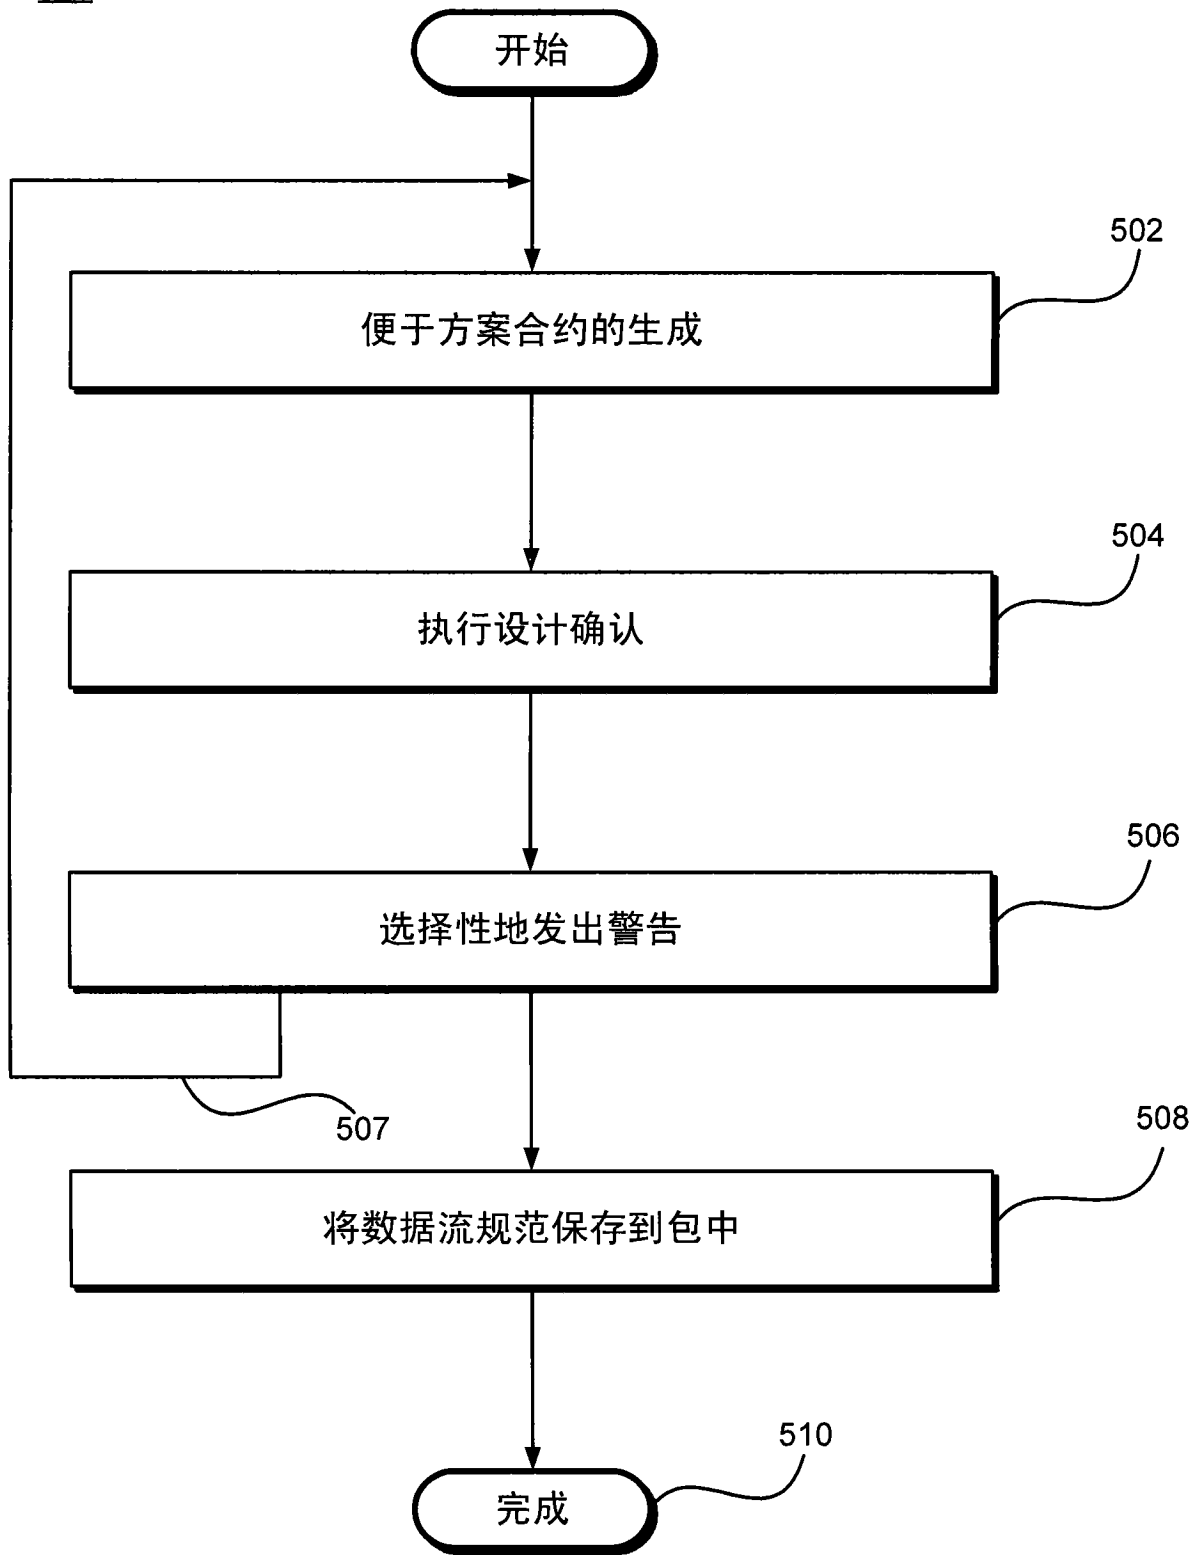 开始
502
便于方案合约的生成
504
执行设计确认
506
选择性地发出警告
507
508
将数据流规范保存到包中
510
完成